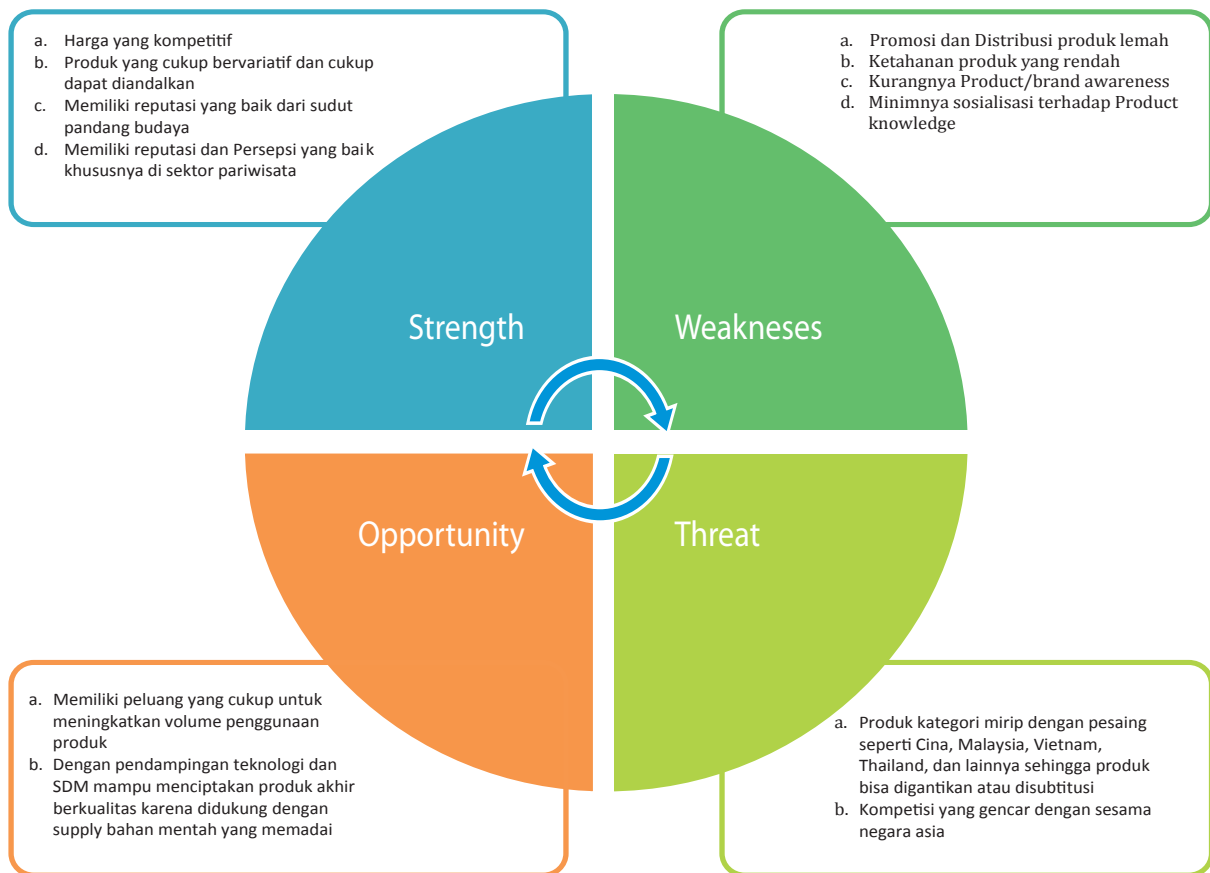 a. Harga yang kompetitif
b. Produk yang cukup bervariatif dan cukup
dapat diandalkan
c. Memiliki reputasi yang baik dari sudut
pandang budaya
d. Memiliki reputasi dan Persepsi yang baik
khususnya di sektor pariwisata
a. Promosi dan Distribusi produk lemah
b. Ketahanan produk yang rendah
c. Kurangnya Product/brand awareness
d. Minimnya sosialisasi terhadap Product
knowledge
Strength
Weakneses
Opportunity
Threat
a. Memiliki peluang yang cukup untuk
meningkatkan volume penggunaan
produk
b. Dengan pendampingan teknologi dan
SDM mampu menciptakan produk akhir
berkualitas karena didukung dengan
supply bahan mentah yang memadai
a. Produk kategori mirip dengan pesaing
seperti Cina, Malaysia, Vietnam,
Thailand, dan lainnya sehingga produk
bisa digantikan atau disubtitusi
b. Kompetisi yang gencar dengan sesama
negara asia